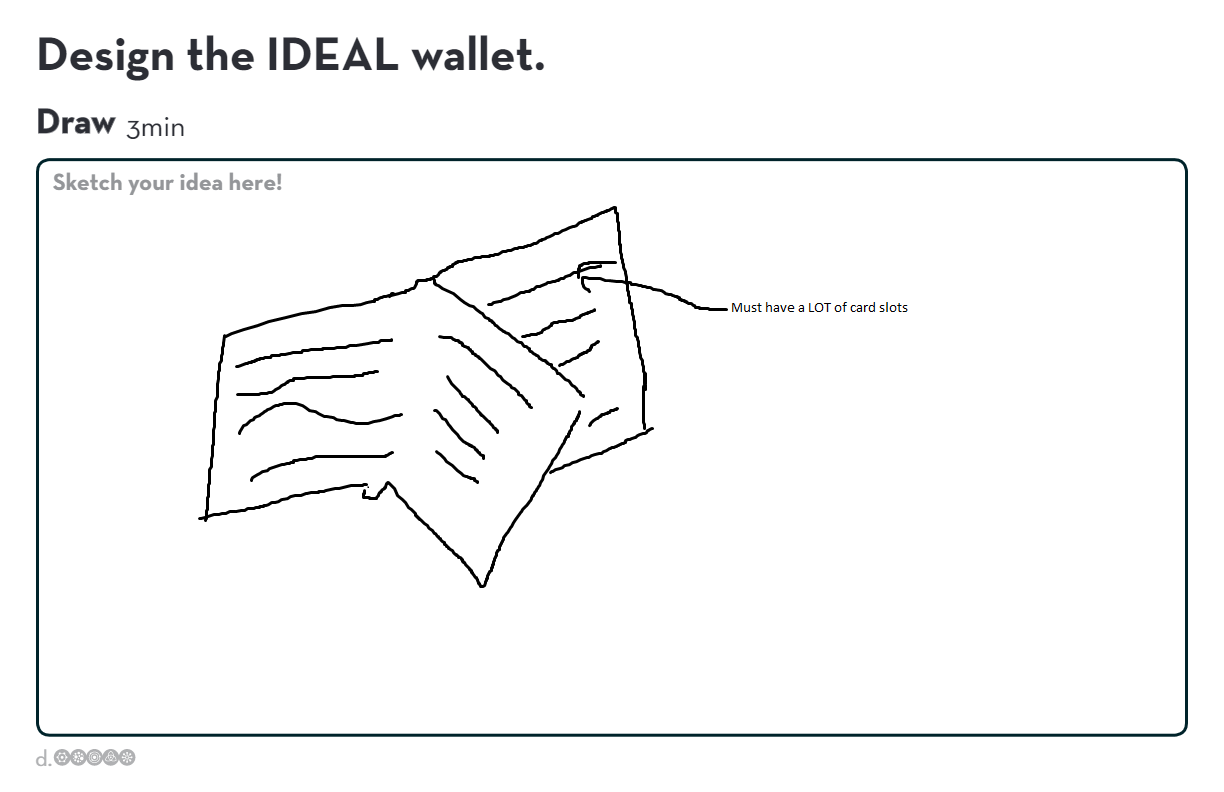 Design the IDEAL wallet.
Draw 3min
Sketch your idea here!
Must have a LOT of card slots
d.